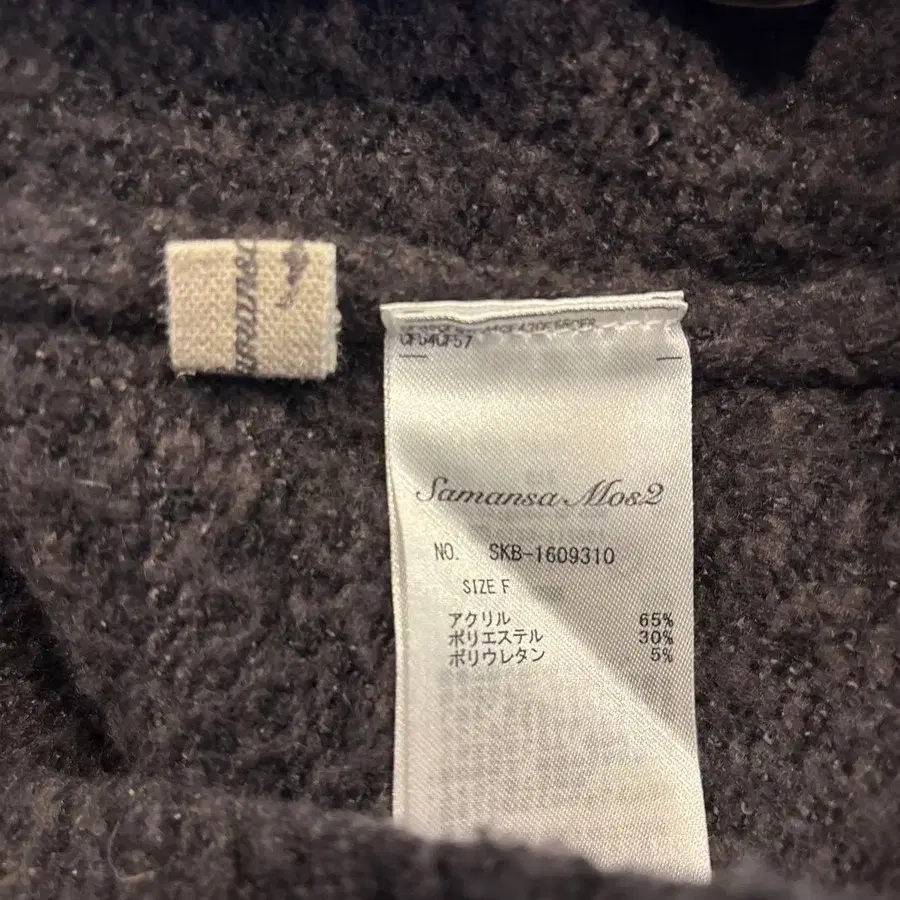 CF04CF57
Samansa Mos2
NO. SKB-1609310
SIZE F
アクリル 65%
ポリエステル 30%
ポリウレタン 5%